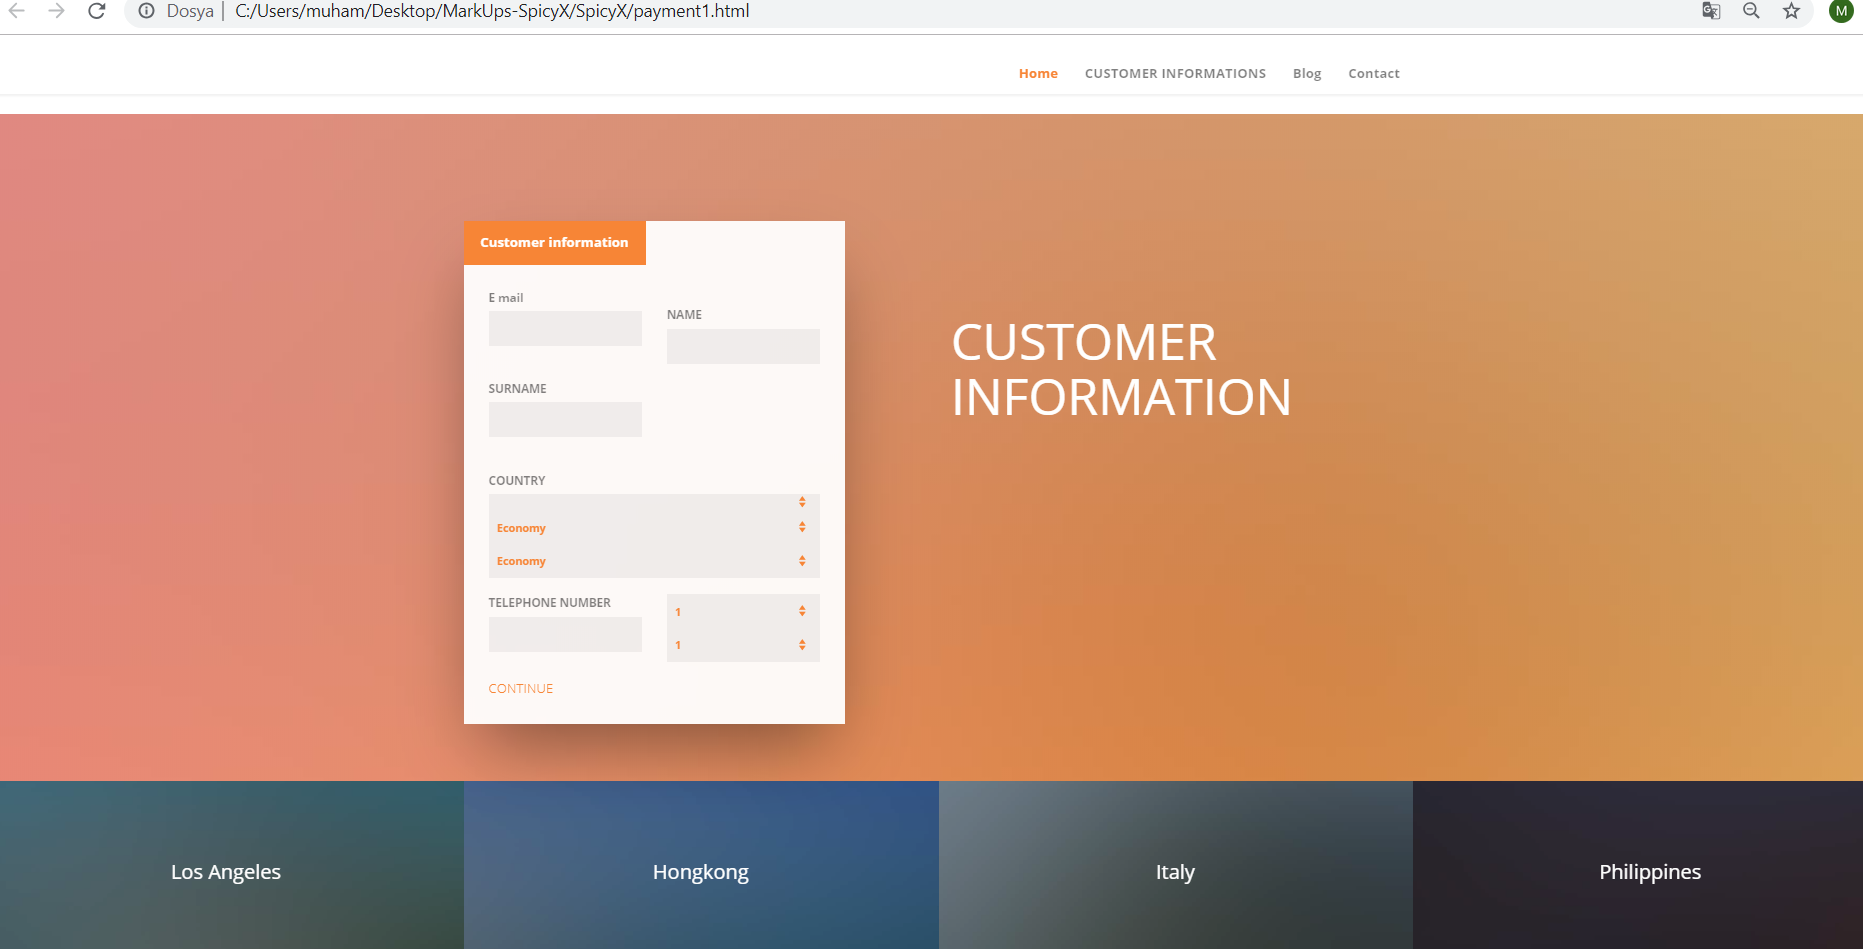 Dosya | C:/Users/muham/Desktop/MarkUps-SpicyX/SpicyX/payment1.html
M
Home CUSTOMER INFORMATIONS Blog Contact
Customer information
E mail
NAME
SURNAME
COUNTRY
Economy
Economy
TELEPHONE NUMBER
1
1
CONTINUE
CUSTOMER
INFORMATION
Los Angeles
Hongkong
Italy
Philippines